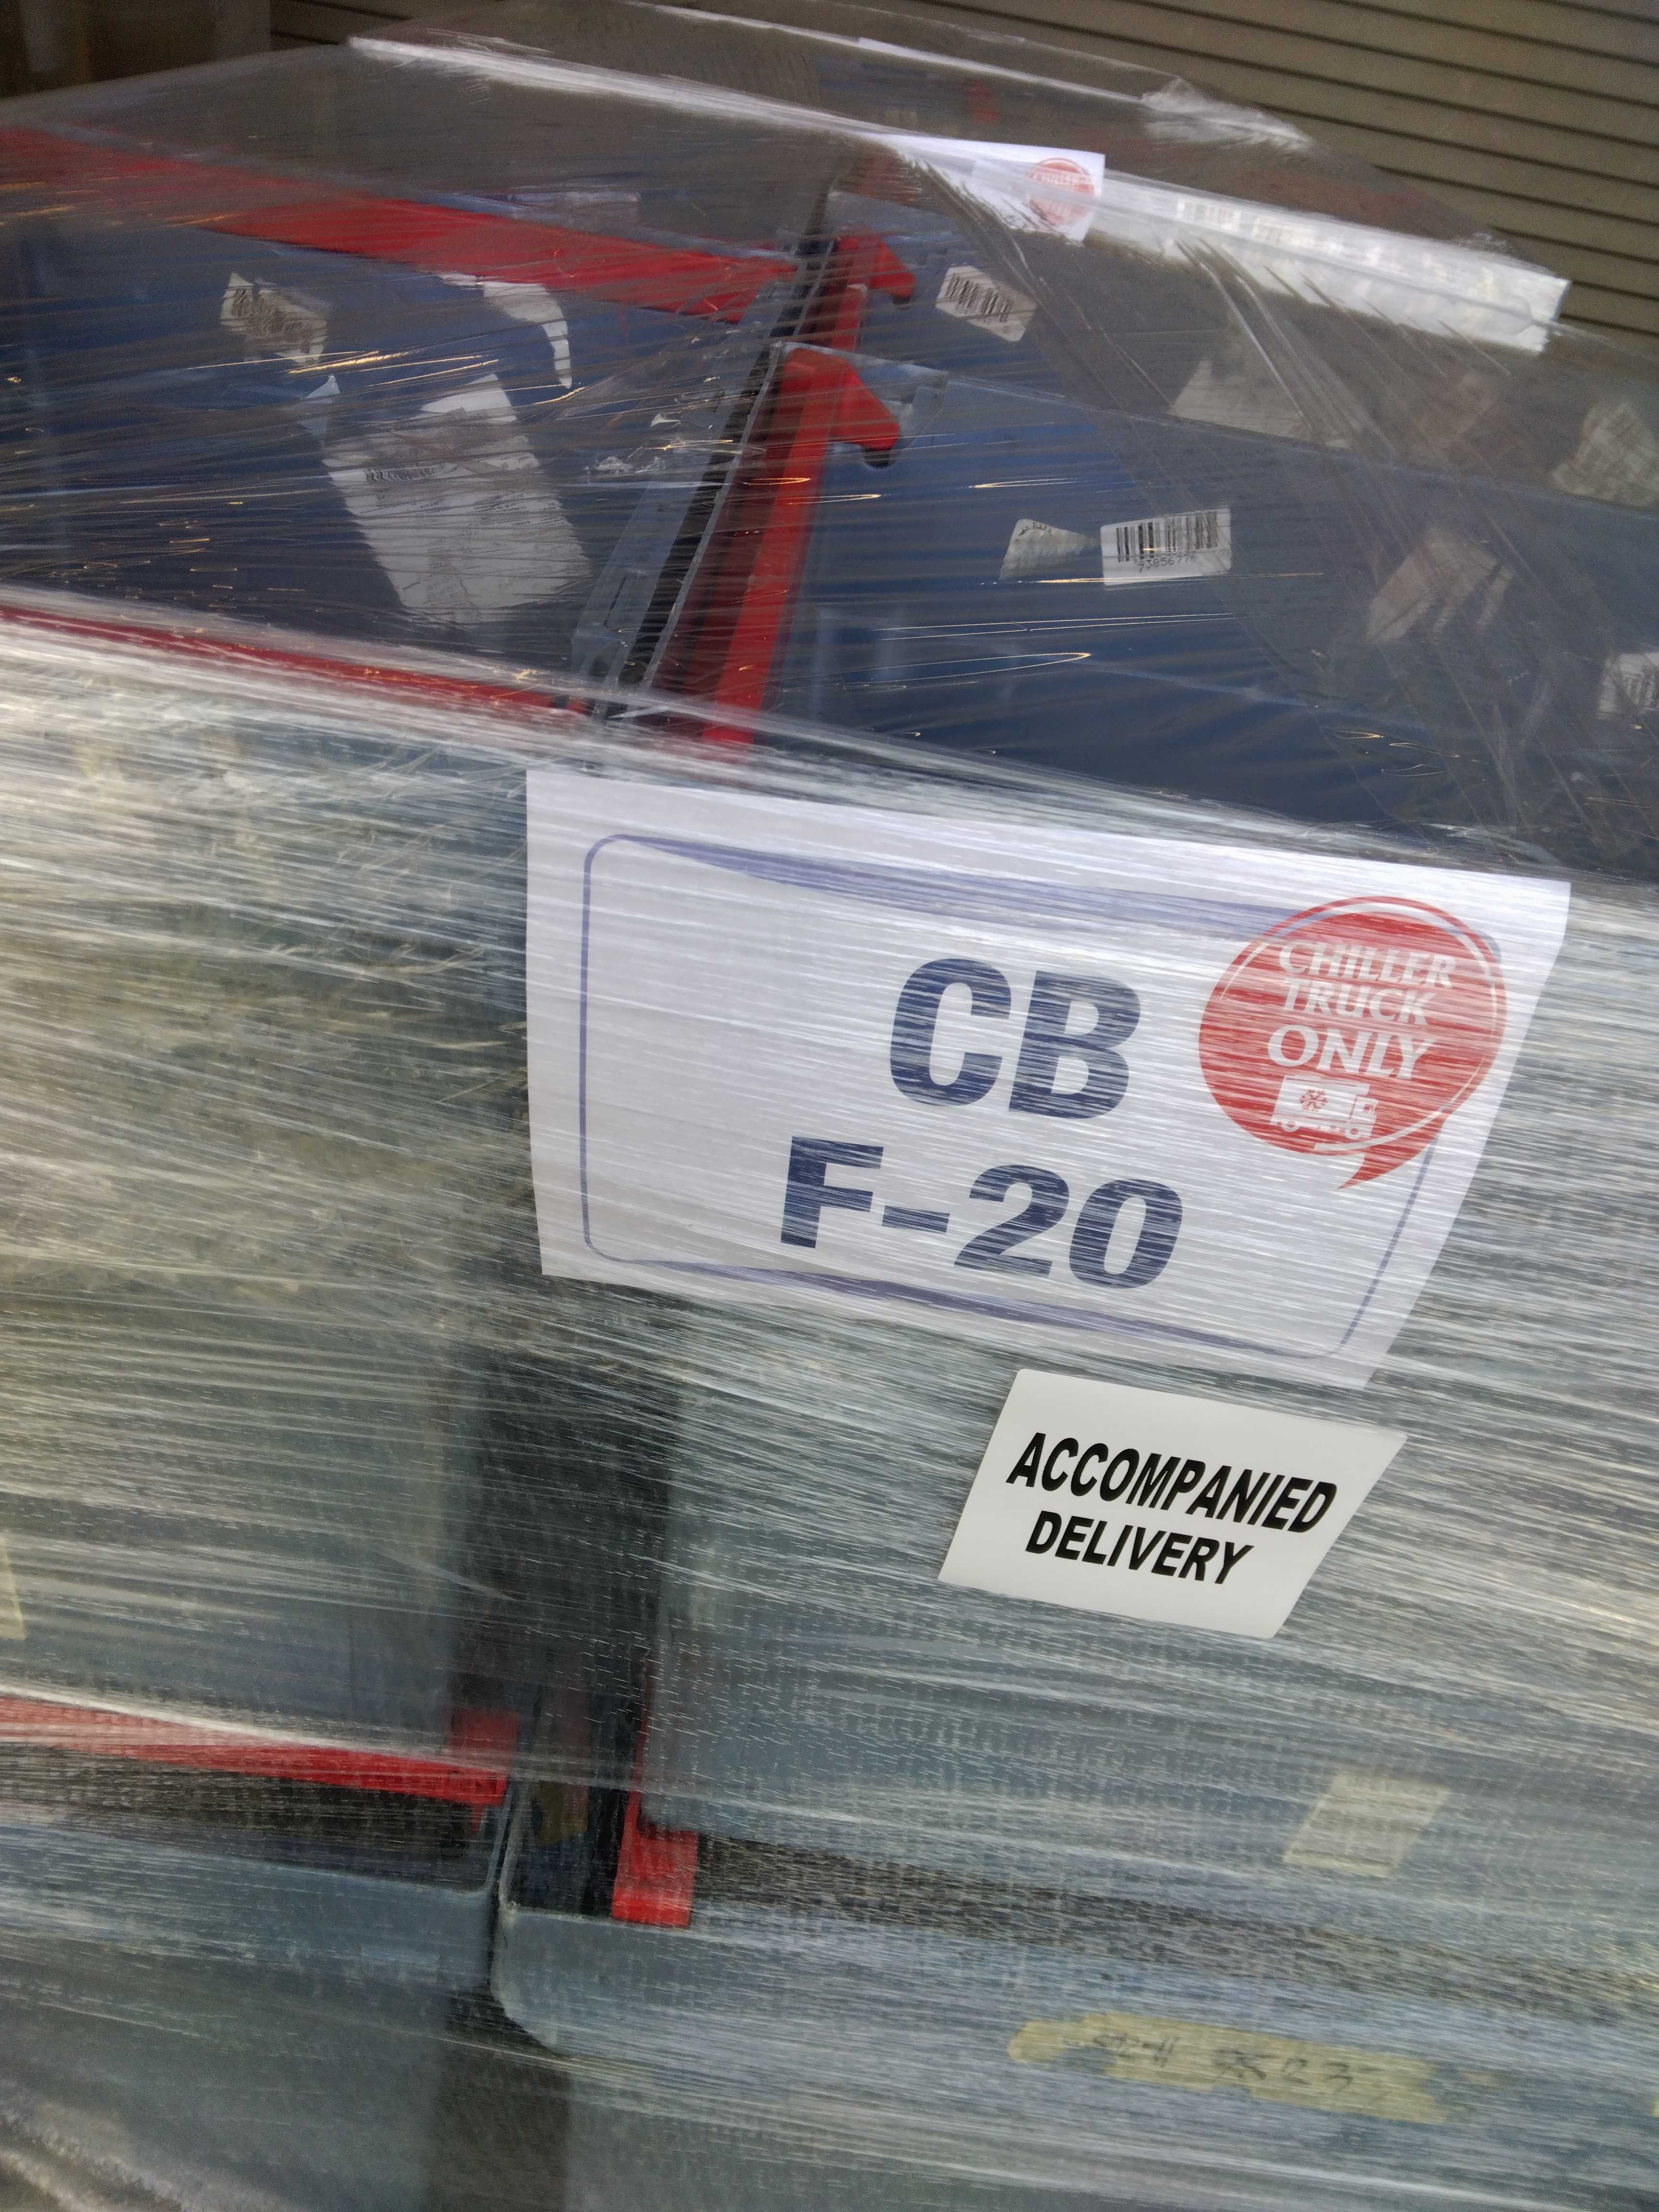 CB
F-20
CHILLER
TRUCK
ONLY
ACCOMPANIED
DELIVERY